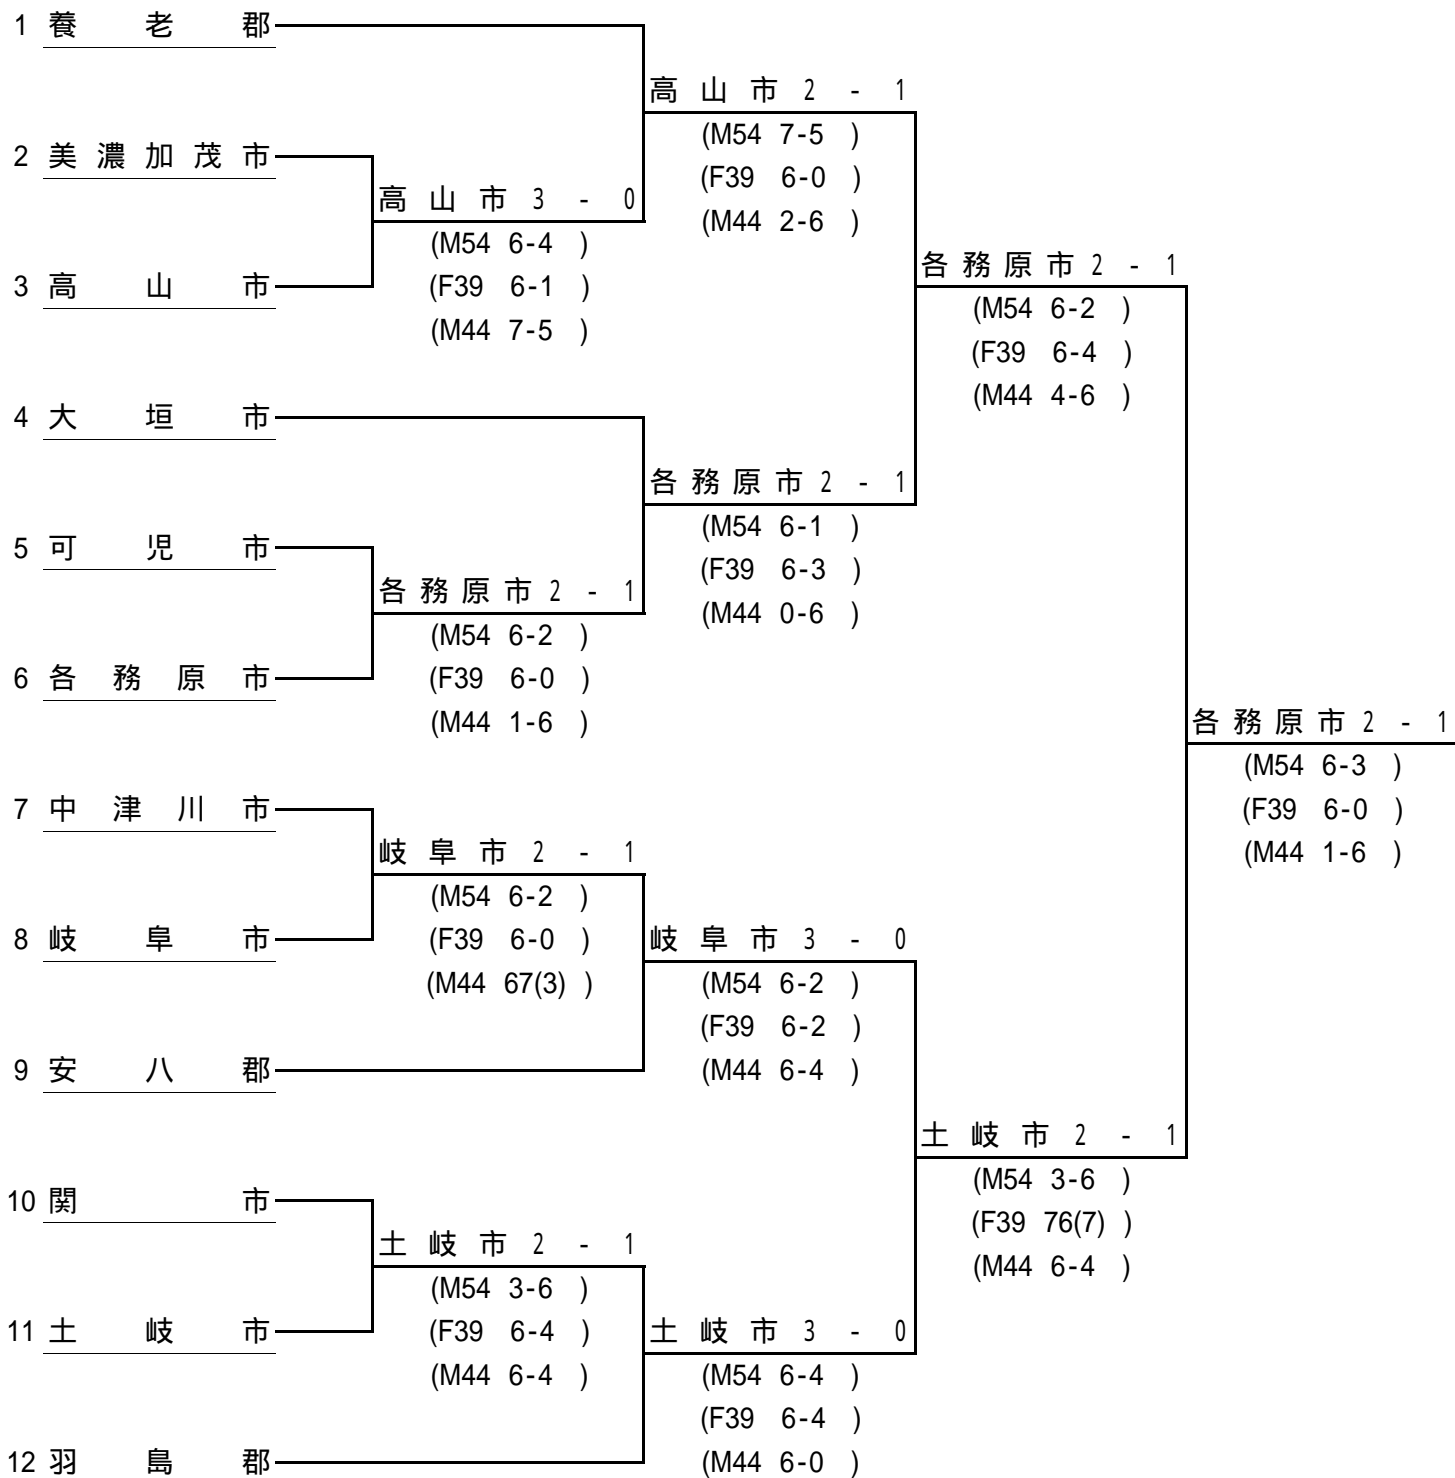 1 養老郡
高山市 2 - 1
(M54 7-5 )
2 美濃加茂市
(F39 6-0 )
高山市 3 - 0
(M44 2-6 )
(M54 6-4 )
各務原市 2 - 1
3 高山市
(F39 6-1 )
(M54 6-2 )
(M44 7-5 )
(F39 6-4 )
(M44 4-6 )
4 大垣市
各務原市 2 - 1
(M54 6-1 )
5 可児市
(F39 6-3 )
各務原市 2 - 1
(M44 0-6 )
(M54 6-2 )
6 各務原市
(F39 6-0 )
(M44 1-6 )
各務原市 2 - 1
(M54 6-3 )
7 中津川市
(F39 6-0 )
岐阜市 2 - 1
(M44 1-6 )
(M54 6-2 )
8 岐阜市
(F39 6-0 )
岐阜市 3 - 0
(M44 67(3) )
(M54 6-2 )
(F39 6-2 )
9 安八郡
(M44 6-4 )
土岐市 2 - 1
(M54 3-6 )
10 関市
(F39 76(7) )
土岐市 2 - 1
(M44 6-4 )
(M54 3-6 )
11 土岐市
(F39 6-4 )
土岐市 3 - 0
(M44 6-4 )
(M54 6-4 )
(F39 6-4 )
12 羽島郡
(M44 6-0 )